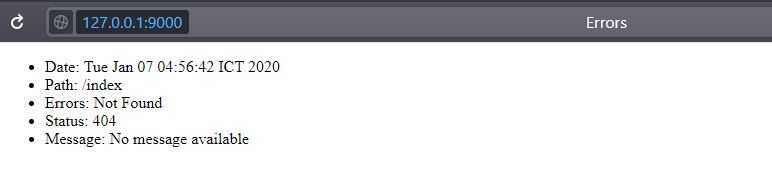 127.0.0.1:9000
Errors
Date: Tue Jan 07 04:56:42 ICT 2020
Path: /index
Errors: Not Found
Status: 404
Message: No message available